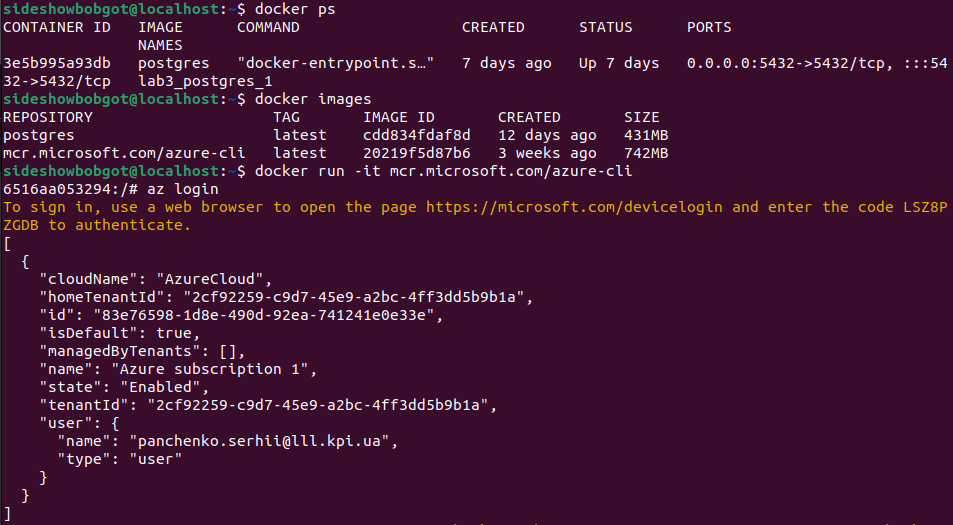 sideshowbobgot@localhost:~$ docker ps
CONTAINER ID   IMAGE      COMMAND                  CREATED      STATUS      PORTS
               NAMES
3e5b995a93db   postgres   "docker-entrypoint.s…"   7 days ago   Up 7 days   0.0.0.0:5432->5432/tcp, :::54
32->5432/tcp   lab3_postgres_1
sideshowbobgot@localhost:~$ docker images
REPOSITORY                    TAG       IMAGE ID       CREATED       SIZE
postgres                      latest    cdd834fdaf8d   12 days ago   431MB
mcr.microsoft.com/azure-cli   latest    20219f5d87b6   3 weeks ago   742MB
sideshowbobgot@localhost:~$ docker run -it mcr.microsoft.com/azure-cli
6516aa053294:/# az login
To sign in, use a web browser to open the page https://microsoft.com/devicelogin and enter the code LSZ8P
ZGDB to authenticate.
[
  {
    "cloudName": "AzureCloud",
    "homeTenantId": "2cf92259-c9d7-45e9-a2bc-4ff3dd5b9b1a",
    "id": "83e76598-1d8e-490d-92ea-741241e0e33e",
    "isDefault": true,
    "managedByTenants": [],
    "name": "Azure subscription 1",
    "state": "Enabled",
    "tenantId": "2cf92259-c9d7-45e9-a2bc-4ff3dd5b9b1a",
    "user": {
      "name": "panchenko.serhii@lll.kpi.ua",
      "type": "user"
    }
  }
]